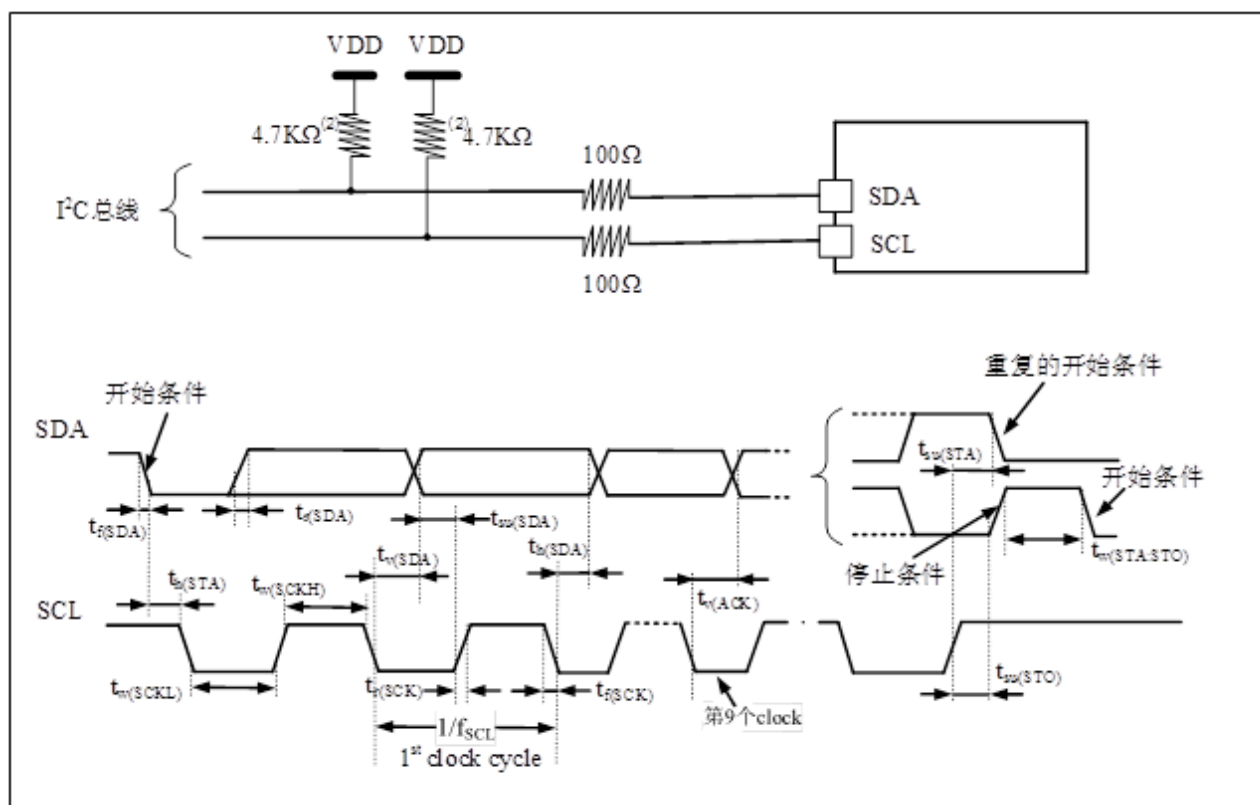 VDD VDD
4.7KΩ(2) (2)4.7KΩ
100Ω
I²C总线
SDA
SCL
100Ω
开始条件
重复的开始条件
SDA
tsu(STA)
开始条件
tf(SDA)
tr(SDA)
tsu(SDA)
tv(SDA)
th(SDA)
停止条件
tw(STA:STO)
th(STA)
tw(SCKH)
SCL
tv(ACK)
tw(SCKL)
tr(SCK)
tf(SCK)
tsu(STO)
第9个clock
1/fSCL
1st clock cycle